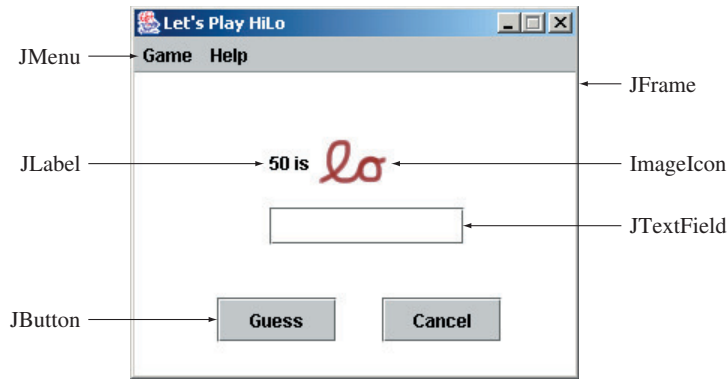 Let's Play HiLo
JMenu
Game Help
JFrame
JLabel
50 is lo
ImageIcon
JTextField
JButton
Guess
Cancel